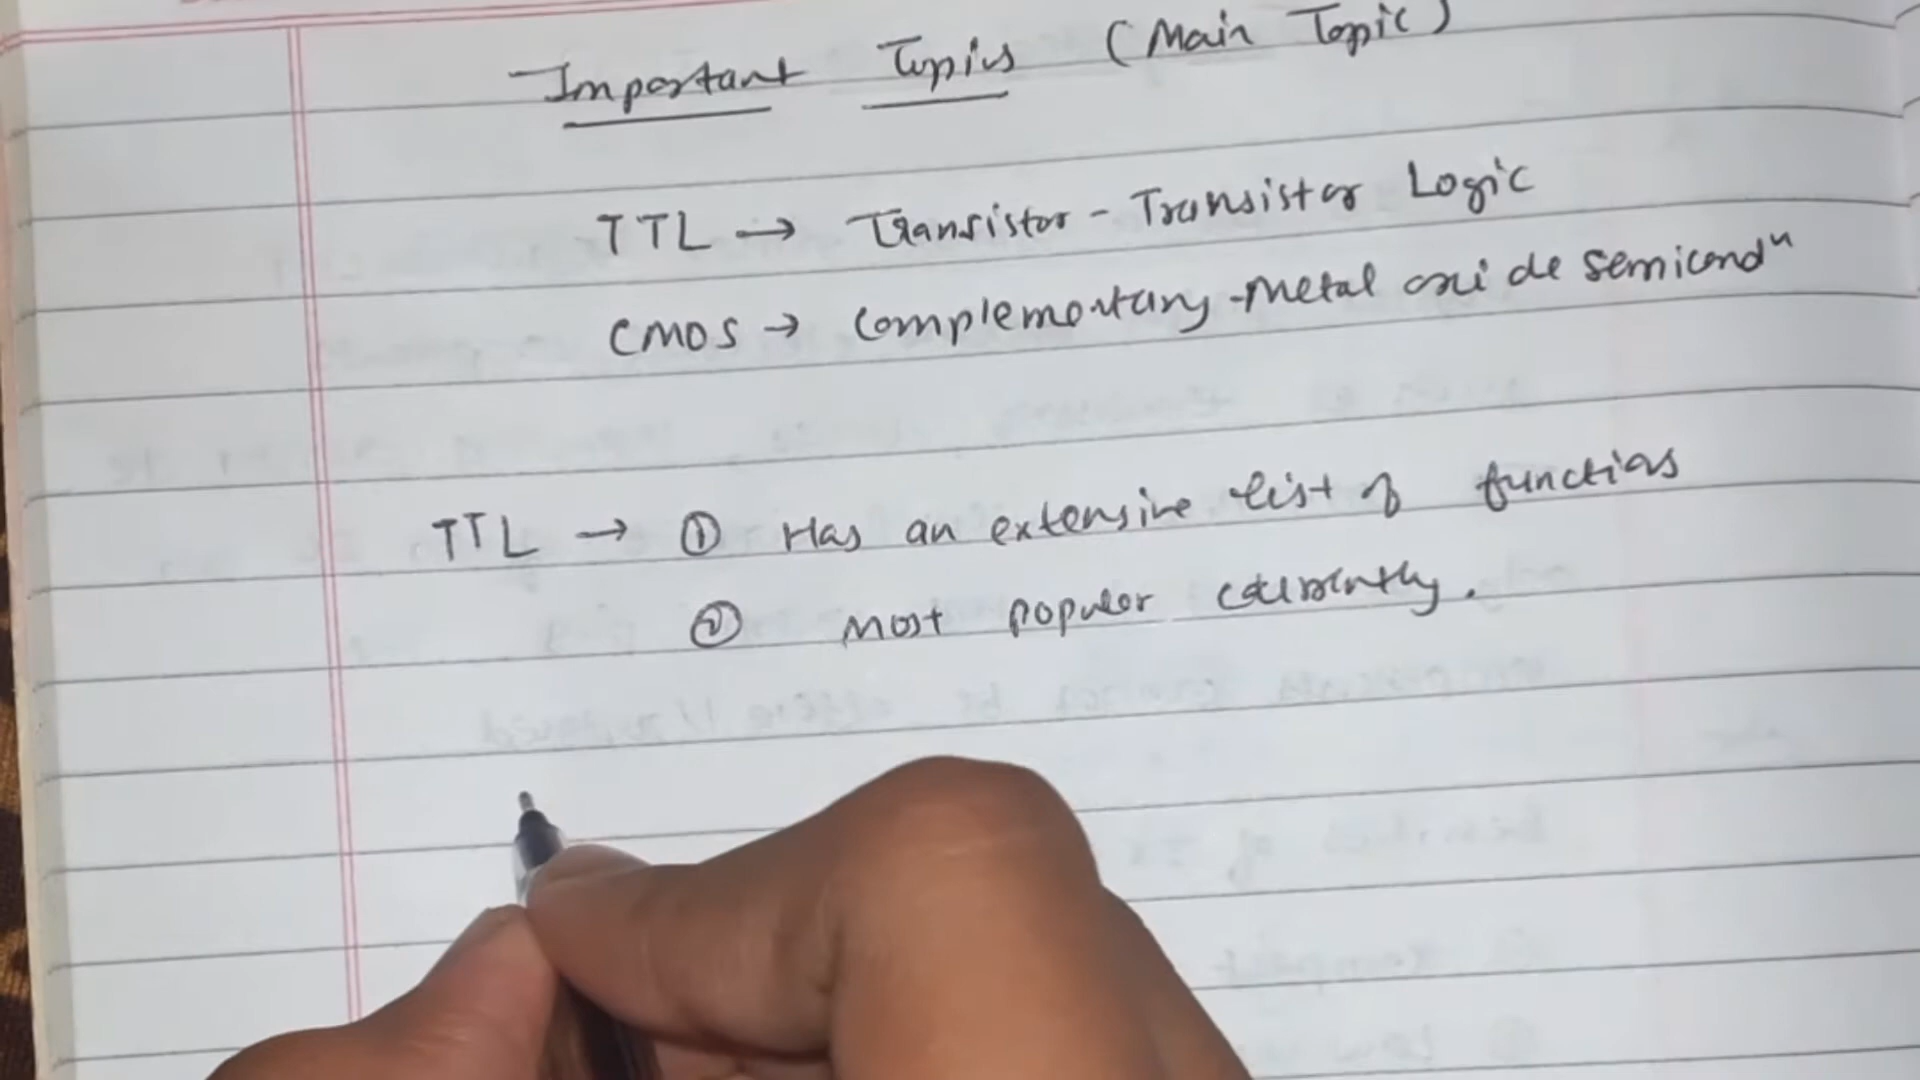 Important Topics (Main Topic)
TTL → Transistor - Transistor Logic
CMOS → Complementary-Metal oxide semicondⁿ
TTL → ① Has an extensive list of functions
② Most popular currently.